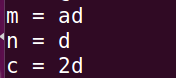 m = ad
n = d
c = 2d